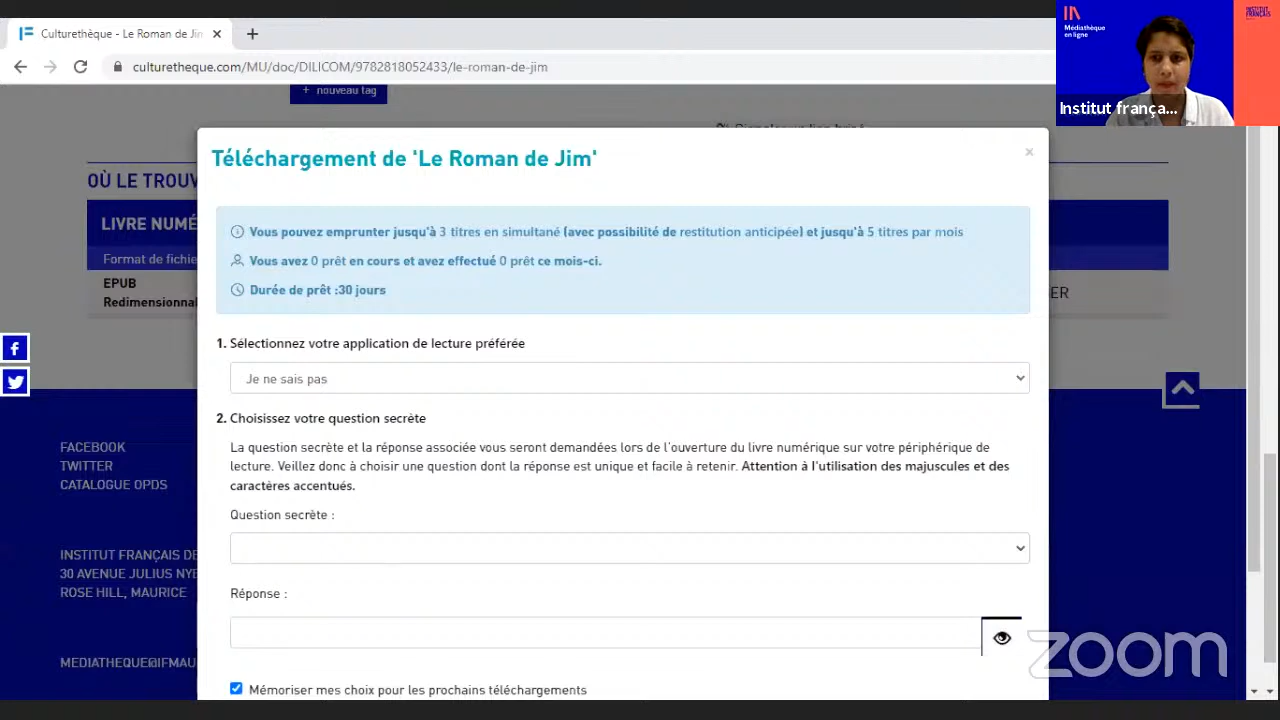 Culturethèque - Le Roman de Jin
culturetheque.com/MU/doc/DILICOM/9782818052433/le-roman-de-jim
Médiathèque
en ligne
INSTITUT
FRANÇAIS
Institut frança...
+ nouveau tag
Téléchargement de 'Le Roman de Jim'
×
OÙ LE TROUV
LIVRE NUMÉ
Format de fichie
EPUB
Redimensionnal
ER
Vous pouvez emprunter jusqu'à 3 titres en simultané (avec possibilité de restitution anticipée) et jusqu'à 5 titres par mois
Vous avez 0 prêt en cours et avez effectué 0 prêt ce mois-ci.
Durée de prêt :30 jours
1. Sélectionnez votre application de lecture préférée
Je ne sais pas
2. Choisissez votre question secrète
La question secrète et la réponse associée vous seront demandées lors de l'ouverture du livre numérique sur votre périphérique de
lecture. Veillez donc à choisir une question dont la réponse est unique et facile à retenir. Attention à l'utilisation des majuscules et des
caractères accentués.
Question secrète :
Réponse :
Mémoriser mes choix pour les prochains téléchargements
FACEBOOK
TWITTER
CATALOGUE OPDS
INSTITUT FRANÇAIS DE
30 AVENUE JULIUS NYE
ROSE HILL, MAURICE
MEDIATHEQUE@IFMAU
zoom